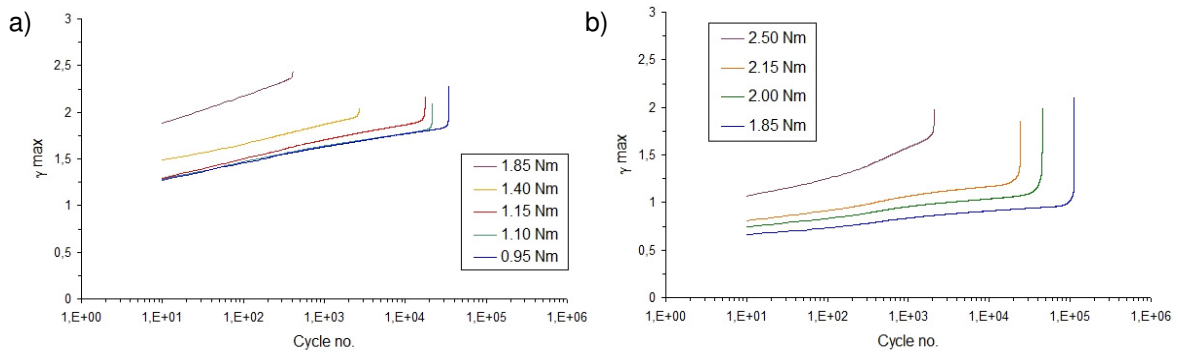 a)
3
2,5
2
1,5
1
0,5
0
γ max
1,E+00
1,E+01
1,E+02
1,E+03
1,E+04
1,E+05
1,E+06
Cycle no.
1.85 Nm
1.40 Nm
1.15 Nm
1.10 Nm
0.95 Nm
b)
3
2,5
2
1,5
1
0,5
0
γ max
1,E+00
1,E+01
1,E+02
1,E+03
1,E+04
1,E+05
1,E+06
Cycle no.
2.50 Nm
2.15 Nm
2.00 Nm
1.85 Nm